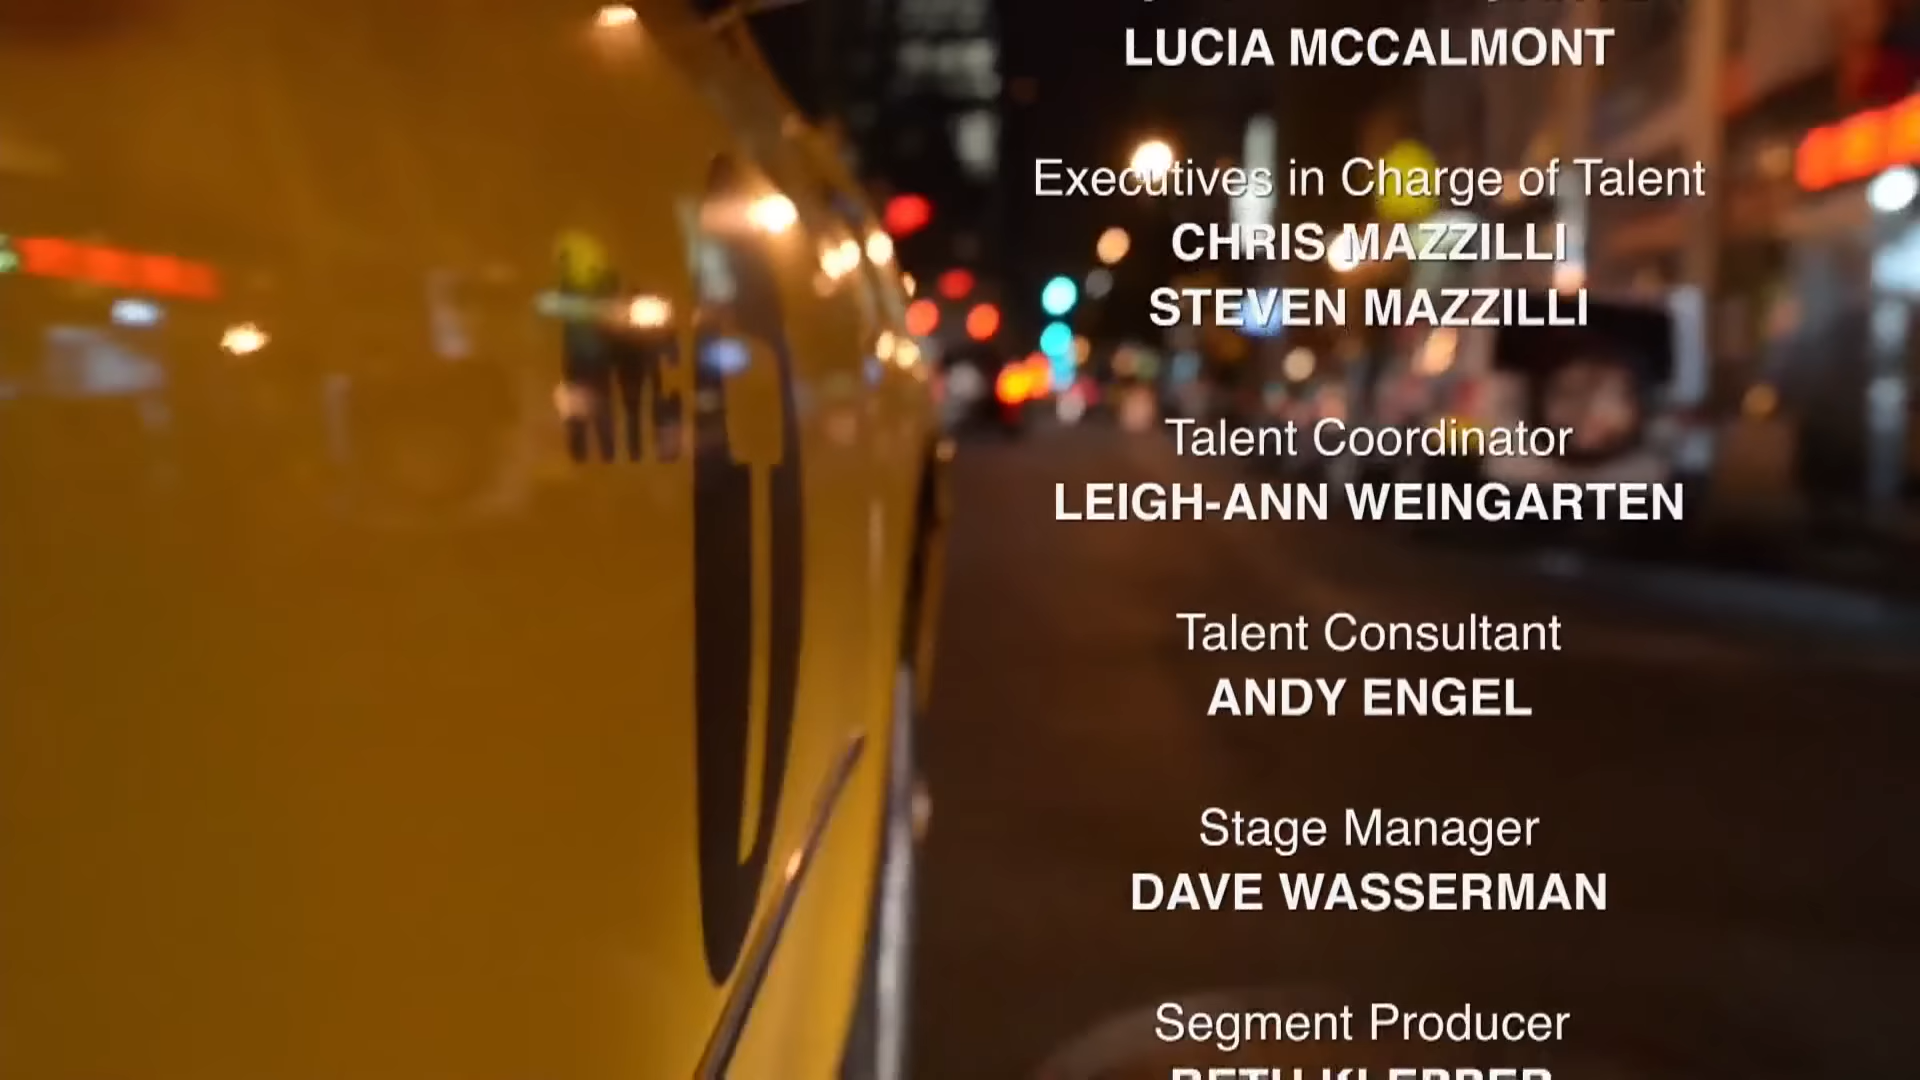 LUCIA MCCALMONT
Executives in Charge of Talent
CHRIS MAZZILLI
STEVEN MAZZILLI
NYC
Talent Coordinator
LEIGH-ANN WEINGARTEN
Talent Consultant
ANDY ENGEL
Stage Manager
DAVE WASSERMAN
Segment Producer